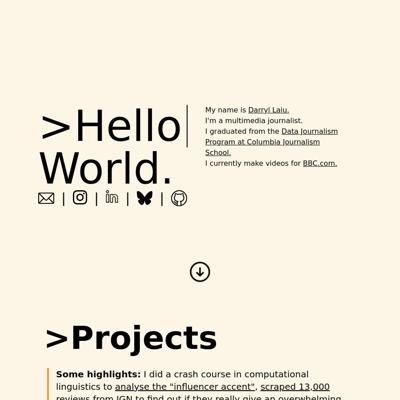 >Hello
World.
My name is Darryl Laiu.
I'm a multimedia journalist.
I graduated from the Data Journalism
Program at Columbia Journalism
School.
I currently make videos for BBC.com.
>Projects
Some highlights: I did a crash course in computational
linguistics to analyse the "influencer accent", scraped 13,000
reviews from IGN to find out if they really give an overwhelming